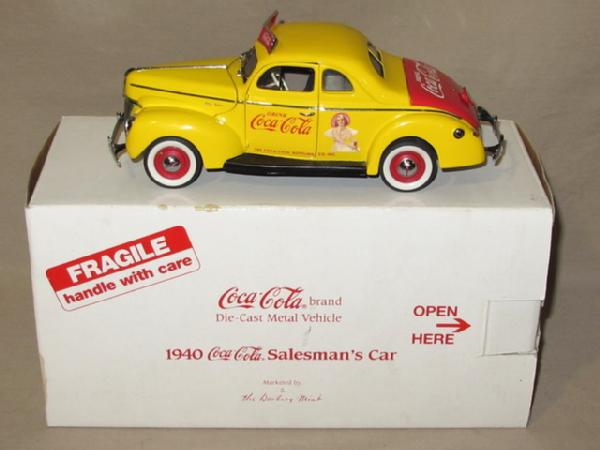 DRINK
Coca-Cola
Coca-Cola
FRAGILE
handle with care
Coca-Cola® brand
Die-Cast Metal Vehicle
OPEN
HERE
1940 Coca-Cola® Salesman's Car
Marketed by
The Danbury Mint